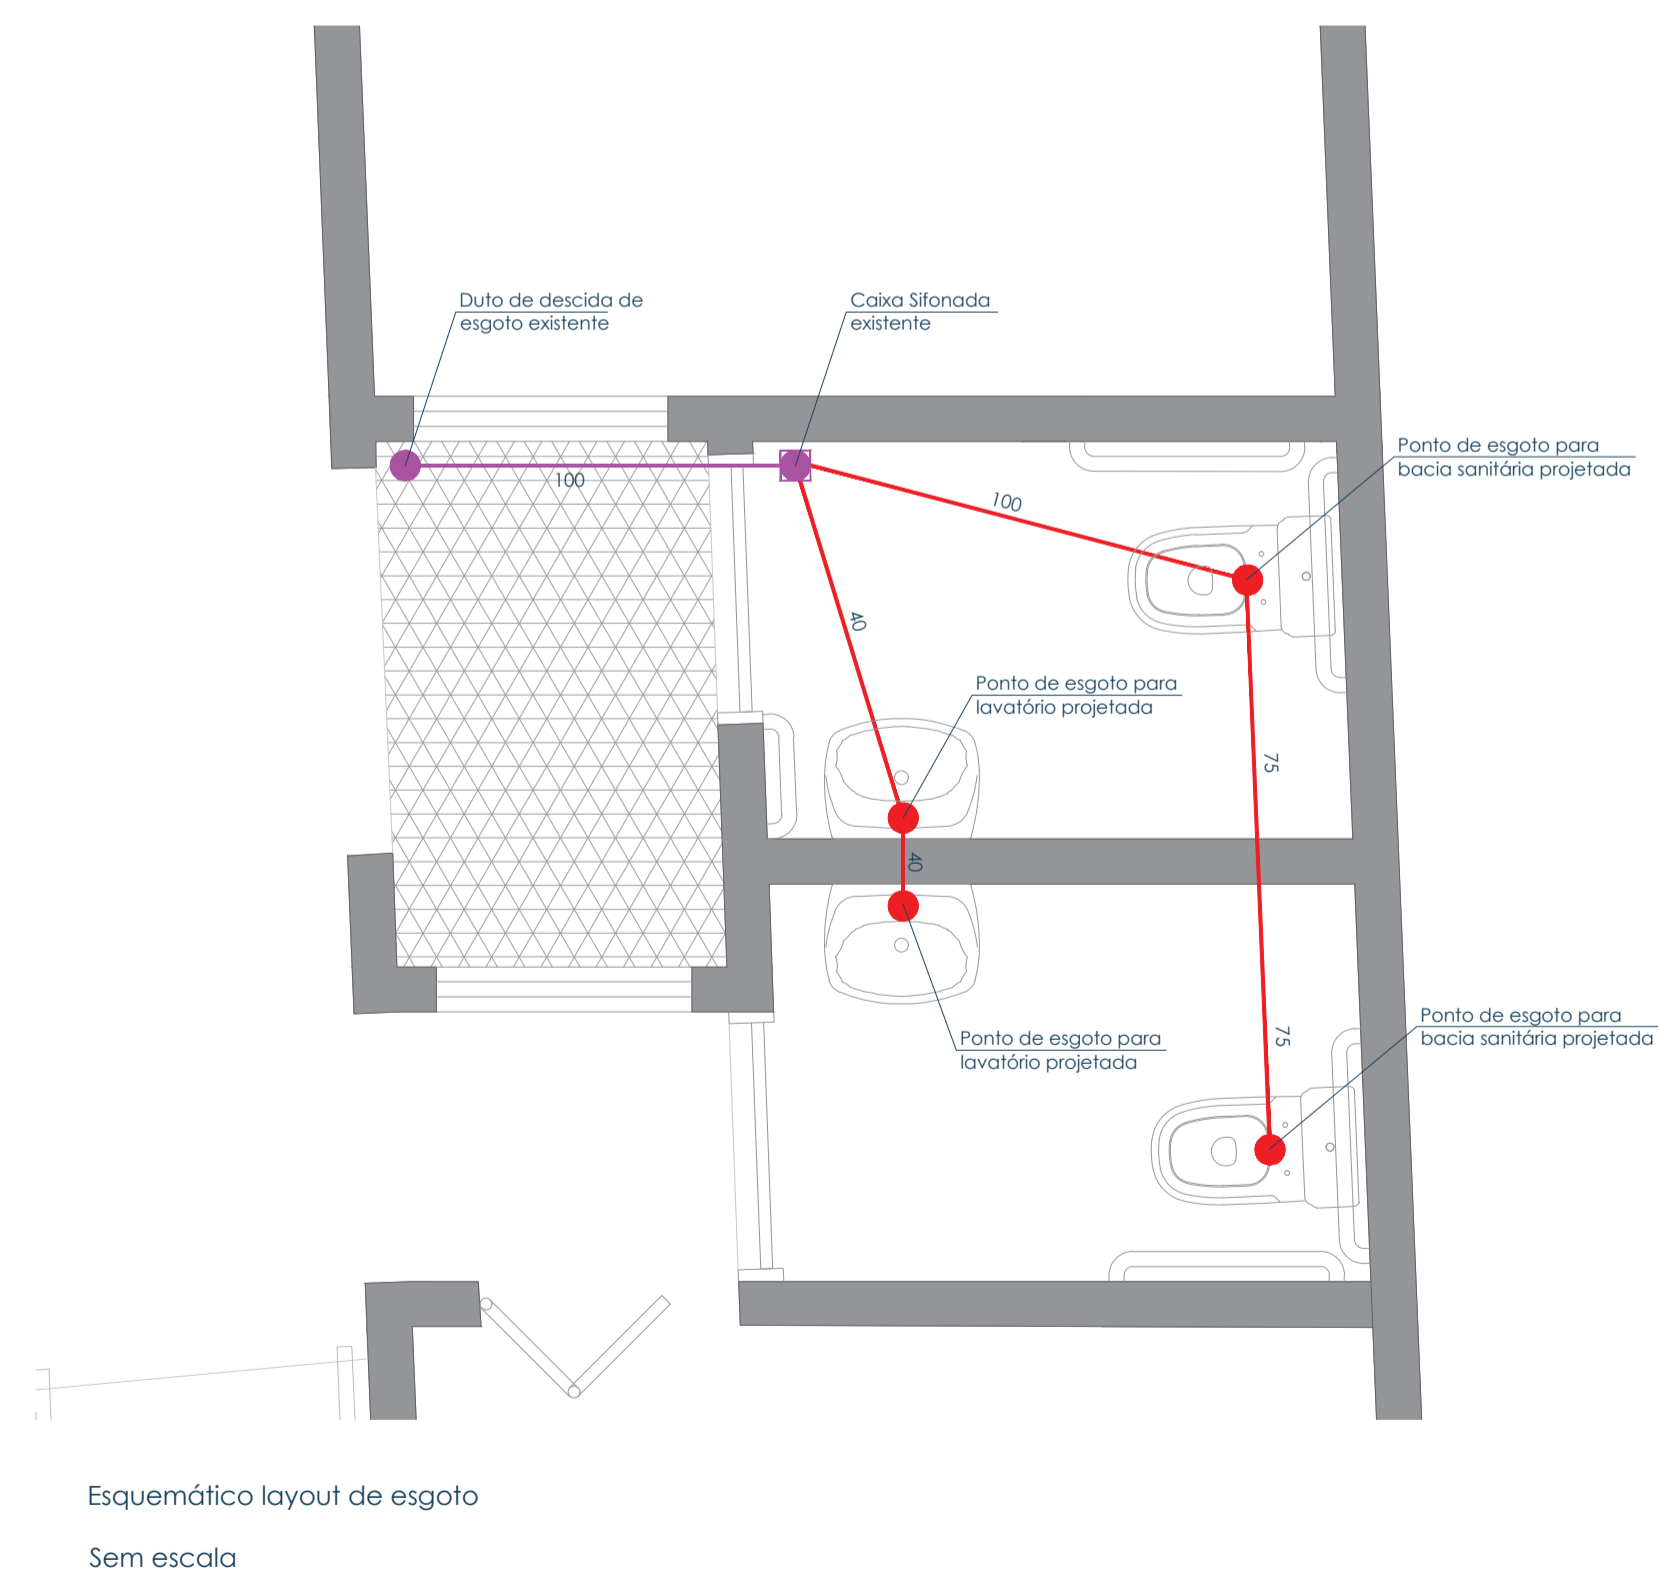 Duto de descida de
esgoto existente
Caixa Sifonada
existente
100
100
Ponto de esgoto para
bacia sanitária projetada
40
Ponto de esgoto para
lavatório projetada
75
40
Ponto de esgoto para
lavatório projetada
75
Ponto de esgoto para
bacia sanitária projetada
Esquemático layout de esgoto
Sem escala